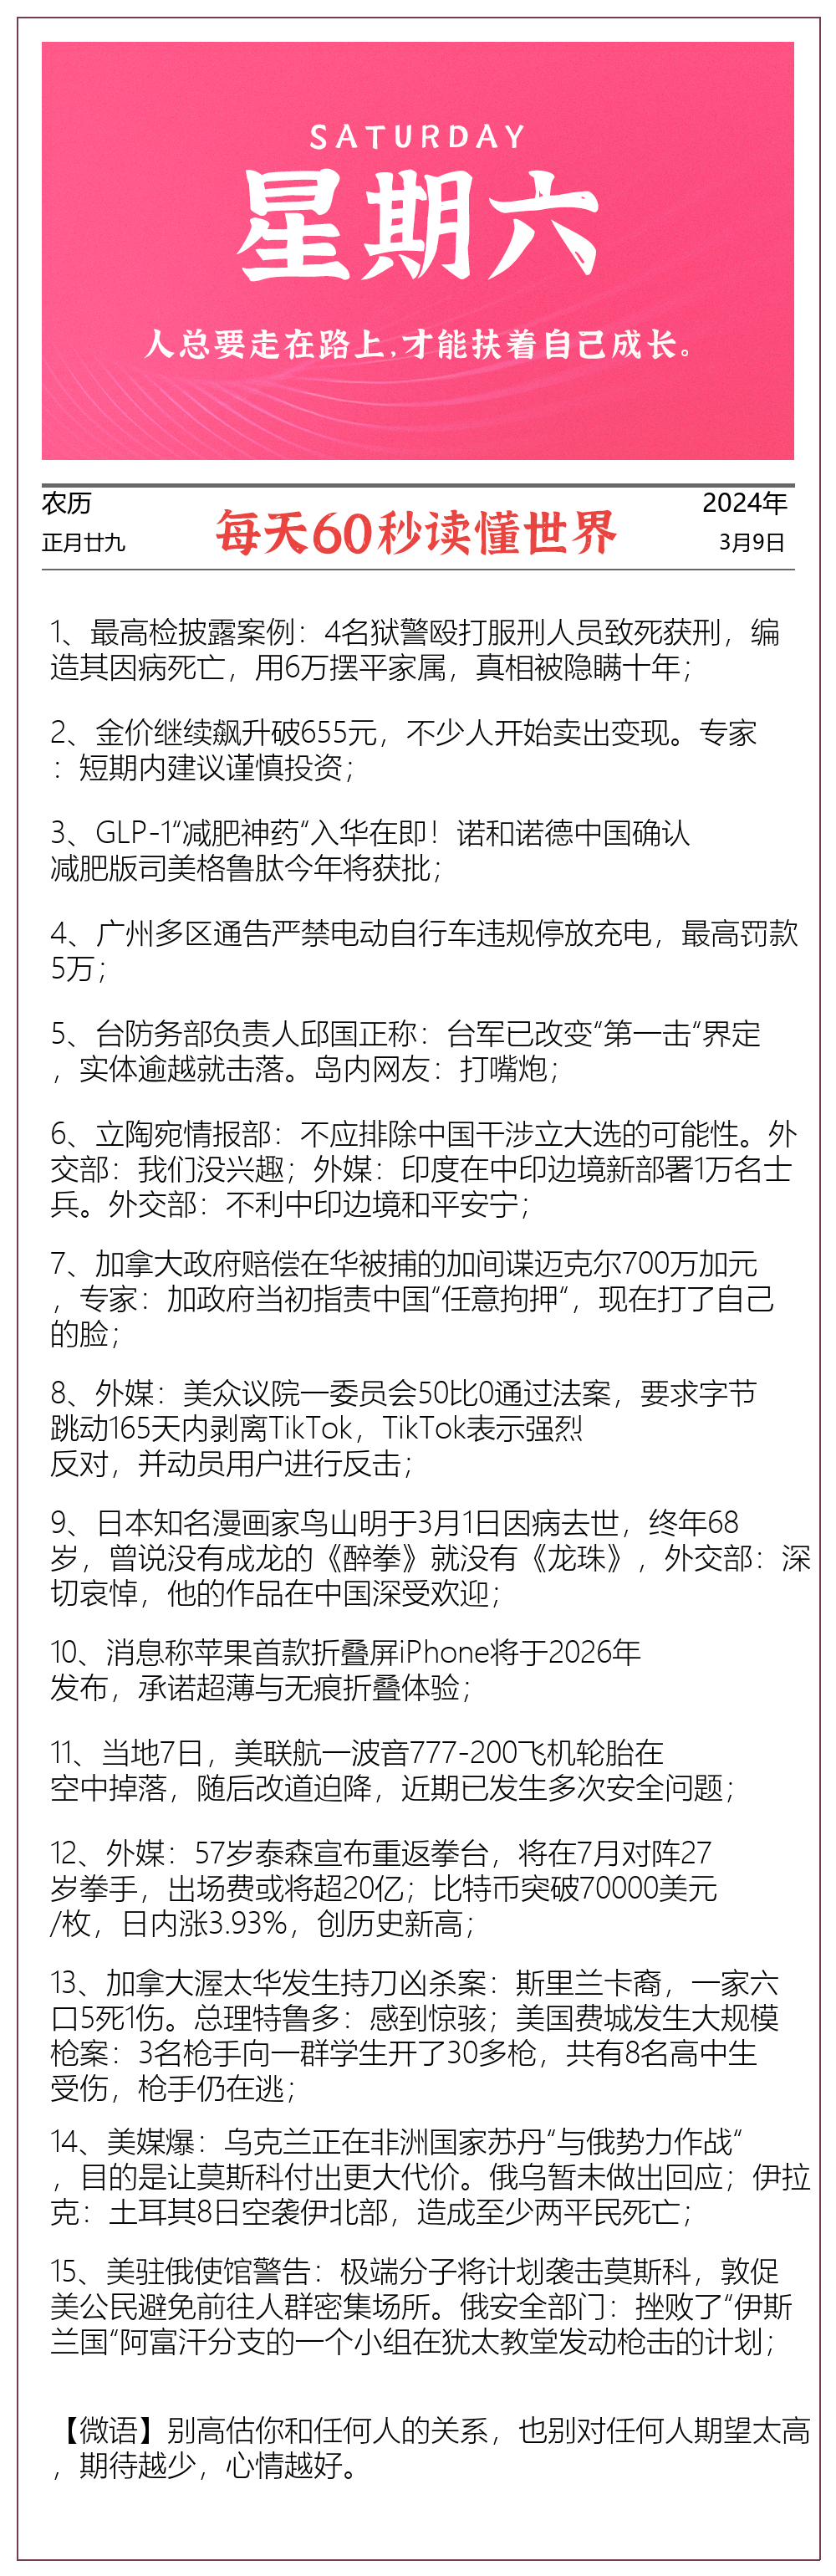 SATURDAY
星期六
人总要走在路上,才能扶着自己成长。
农历
2024年
每天60秒读懂世界
正月廿九
3月9日
1、最高检披露案例：4名狱警殴打服刑人员致死获刑，编
造其因病死亡，用6万摆平家属，真相被隐瞒十年；
2、金价继续飙升破655元，不少人开始卖出变现。专家
：短期内建议谨慎投资；
3、GLP-1“减肥神药“入华在即！诺和诺德中国确认
减肥版司美格鲁肽今年将获批；
4、广州多区通告严禁电动自行车违规停放充电，最高罚款
5万；
5、台防务部负责人邱国正称：台军已改变“第一击“界定
，实体逾越就击落。岛内网友：打嘴炮；
6、立陶宛情报部：不应排除中国干涉立大选的可能性。外
交部：我们没兴趣；外媒：印度在中印边境新部署1万名士
兵。外交部：不利中印边境和平安宁；
7、加拿大政府赔偿在华被捕的加间谍迈克尔700万加元
，专家：加政府当初指责中国“任意拘押“，现在打了自己
的脸；
8、外媒：美众议院一委员会50比0通过法案，要求字节
跳动165天内剥离TikTok，TikTok表示强烈
反对，并动员用户进行反击；
9、日本知名漫画家鸟山明于3月1日因病去世，终年68
岁，曾说没有成龙的《醉拳》就没有《龙珠》，外交部：深
切哀悼，他的作品在中国深受欢迎；
10、消息称苹果首款折叠屏iPhone将于2026年
发布，承诺超薄与无痕折叠体验；
11、当地7日，美联航一波音777-200飞机轮胎在
空中掉落，随后改道迫降，近期已发生多次安全问题；
12、外媒：57岁泰森宣布重返拳台，将在7月对阵27
岁拳手，出场费或将超20亿；比特币突破70000美元
/枚，日内涨3.93%，创历史新高；
13、加拿大渥太华发生持刀凶杀案：斯里兰卡裔，一家六
口5死1伤。总理特鲁多：感到惊骇；美国费城发生大规模
枪案：3名枪手向一群学生开了30多枪，共有8名高中生
受伤，枪手仍在逃；
14、美媒爆：乌克兰正在非洲国家苏丹“与俄势力作战“
，目的是让莫斯科付出更大代价。俄乌暂未做出回应；伊拉
克：土耳其8日空袭伊北部，造成至少两平民死亡；
15、美驻俄使馆警告：极端分子将计划袭击莫斯科，敦促
美公民避免前往人群密集场所。俄安全部门：挫败了“伊斯
兰国“阿富汗分支的一个小组在犹太教堂发动枪击的计划；
【微语】别高估你和任何人的关系，也别对任何人期望太高
，期待越少，心情越好。